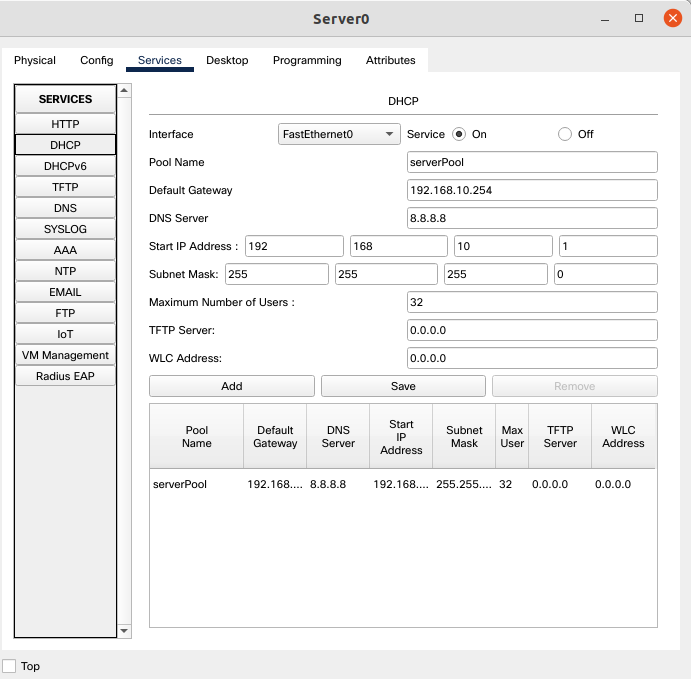 Server0
Physical Config Services Desktop Programming Attributes
SERVICES
HTTP
DHCP
DHCPv6
TFTP
DNS
SYSLOG
AAA
NTP
EMAIL
FTP
IoT
VM Management
Radius EAP
DHCP
Interface FastEthernet0 Service On Off
Pool Name serverPool
Default Gateway 192.168.10.254
DNS Server 8.8.8.8
Start IP Address : 192 168 10 1
Subnet Mask: 255 255 255 0
Maximum Number of Users : 32
TFTP Server: 0.0.0.0
WLC Address: 0.0.0.0
Add Save Remove
Pool Name Default Gateway DNS Server Start IP Address Subnet Mask Max User TFTP Server WLC Address
serverPool 192.168.... 8.8.8.8 192.168.... 255.255.... 32 0.0.0.0 0.0.0.0
Top